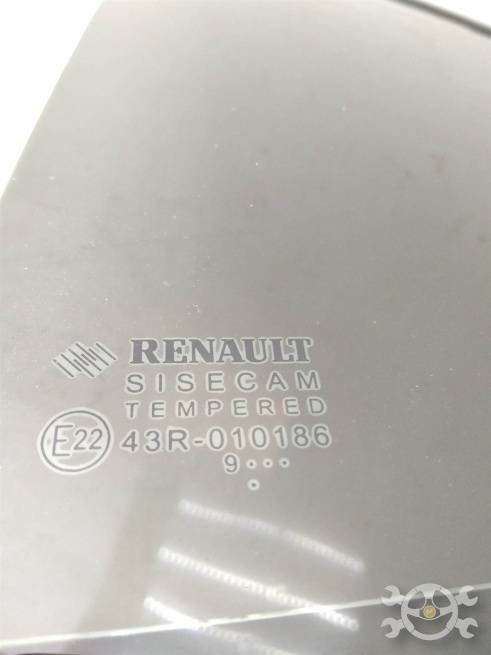 RENAULT
SISECAM
TEMPERED
E22 43R-010186
9...
.